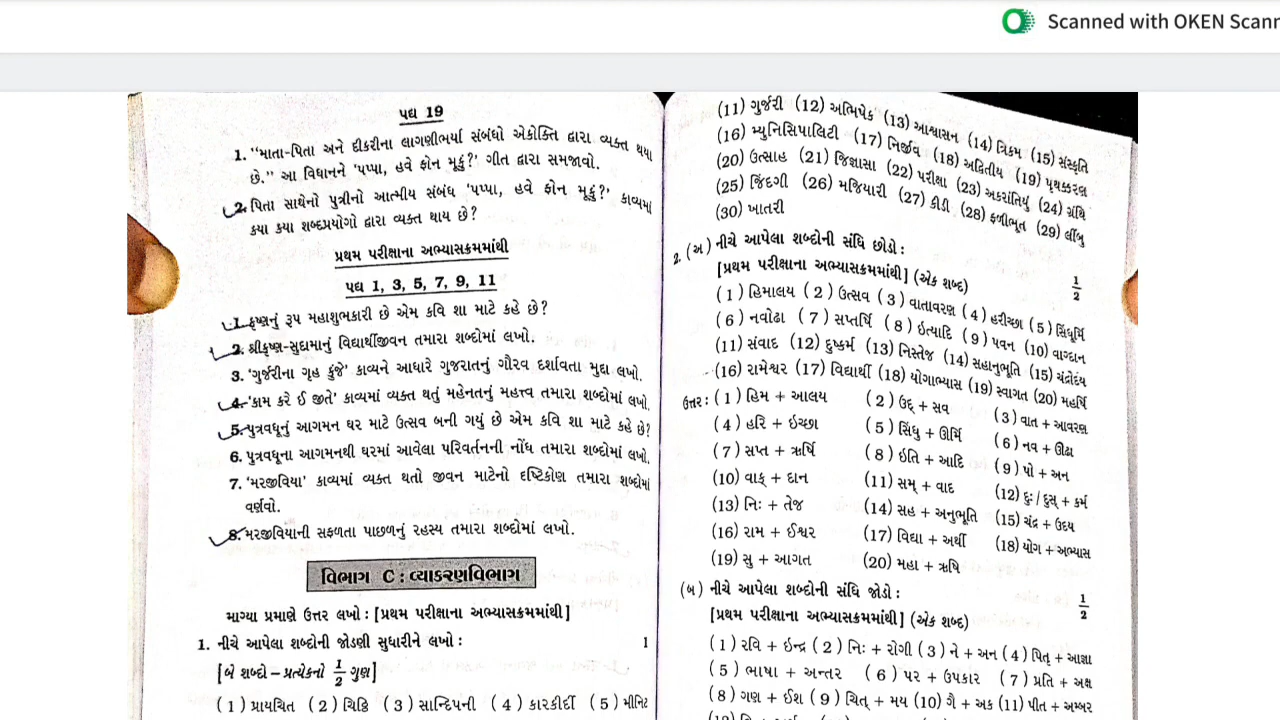 Scanned with OKEN Scann
પદ્ય 19
1. “માતા-પિતા અને દીકરીના લાગણીભર્યા સંબંધો એકોક્તિ દ્વારા વ્યક્ત થયા
છે.” આ વિધાનને ‘પપ્પા, હવે ફોન મૂકું?’ ગીત દ્વારા સમજાવો.
2. પિતા સાથેનો પુત્રીનો આત્મીય સંબંધ ‘પપ્પા, હવે ફોન મૂકું?’ કાવ્યમાં
કયા કયા શબ્દપ્રયોગો દ્વારા વ્યક્ત થાય છે?
પ્રથમ પરીક્ષાના અભ્યાસક્રમમાંથી
પદ્ય 1, 3, 5, 7, 9, 11
1. કૃષ્ણનું રૂપ મહાશુભકારી છે એમ કવિ શા માટે કહે છે?
2. શ્રીકૃષ્ણ-સુદામાનું વિદ્યાર્થીજીવન તમારા શબ્દોમાં લખો.
3. ‘ગુર્જરીના ગૃહ કુંજે’ કાવ્યને આધારે ગુજરાતનું ગૌરવ દર્શાવતા મુદ્દા લખો.
4. ‘કામ કરે ઈ જીતે’ કાવ્યમાં વ્યક્ત થતું મહેનતનું મહત્ત્વ તમારા શબ્દોમાં લખો.
5. પુત્રવધૂનું આગમન ઘર માટે ઉત્સવ બની ગયું છે એમ કવિ શા માટે કહે છે?
6. પુત્રવધૂના આગમનથી ઘરમાં આવેલા પરિવર્તનની નોંધ તમારા શબ્દોમાં લખો.
7. ‘મરજીવિયા’ કાવ્યમાં વ્યક્ત થતો જીવન માટેનો દૃષ્ટિકોણ તમારા શબ્દોમાં
વર્ણવો.
8. મરજીવિયાની સફળતા પાછળનું રહસ્ય તમારા શબ્દોમાં લખો.
વિભાગ C : વ્યાકરણવિભાગ
માગ્યા પ્રમાણે ઉત્તર લખો : [પ્રથમ પરીક્ષાના અભ્યાસક્રમમાંથી]
1. નીચે આપેલા શબ્દોની જોડણી સુધારીને લખો : 1
[બે શબ્દો – પ્રત્યેકનો 1/2 ગુણ]
(1) પ્રાયચિત (2) ચિઠ્ઠિ (3) સાન્દિપની (4) કારકીર્દી (5) મીનિટ
(11) ગુર્જરી (12) અભિષેક (13) આશ્વાસન (14) ત્રિકમ (15) સંસ્કૃતિ
(16) મ્યુનિસિપાલિટી (17) નિર્જીવ (18) અદ્વિતીય (19) પૃથક્કરણ
(20) ઉત્સાહ (21) જિજ્ઞાસા (22) પરીક્ષા (23) અકરાંતિયું (24) ગ્રંથિ
(25) જિંદગી (26) મજિયારી (27) કીડી (28) ફળીભૂત (29) લીંબુ
(30) ખાતરી
2. (અ) નીચે આપેલા શબ્દોની સંધિ છોડો :
[પ્રથમ પરીક્ષાના અભ્યાસક્રમમાંથી] (એક શબ્દ) 1/2
(1) હિમાલય (2) ઉત્સવ (3) વાતાવરણ (4) હરીચ્છા (5) સિંધૂર્મિ
(6) નવોઢા (7) સપ્તર્ષિ (8) ઇત્યાદિ (9) પવન (10) વાગ્દાન
(11) સંવાદ (12) દુષ્કર્મ (13) નિસ્તેજ (14) સહાનુભૂતિ (15) ચંદ્રોદય
(16) રામેશ્વર (17) વિદ્યાર્થી (18) યોગાભ્યાસ (19) સ્વાગત (20) મહર્ષિ
ઉત્તર : (1) હિમ + આલય (2) ઉદ્ + સવ (3) વાત + આવરણ
(4) હરિ + ઇચ્છા (5) સિંધુ + ઊર્મિ (6) નવ + ઊઢા
(7) સપ્ત + ઋષિ (8) ઇતિ + આદિ (9) પો + અન
(10) વાક્ + દાન (11) સમ્ + વાદ (12) દુઃ / દુસ્ + કર્મ
(13) નિઃ + તેજ (14) સહ + અનુભૂતિ (15) ચંદ્ર + ઉદય
(16) રામ + ઈશ્વર (17) વિદ્યા + અર્થી (18) યોગ + અભ્યાસ
(19) સુ + આગત (20) મહા + ઋષિ
(બ) નીચે આપેલા શબ્દોની સંધિ જોડો : 1/2
[પ્રથમ પરીક્ષાના અભ્યાસક્રમમાંથી] (એક શબ્દ)
(1) રવિ + ઇન્દ્ર (2) નિઃ + રોગી (3) ને + અન (4) પિતૃ + આજ્ઞા
(5) ભાષા + અન્તર (6) પર + ઉપકાર (7) પ્રતિ + અક્ષ
(8) ગણ + ઈશ (9) ચિત્ + મય (10) ગૈ + અક (11) પીત + અમ્બર